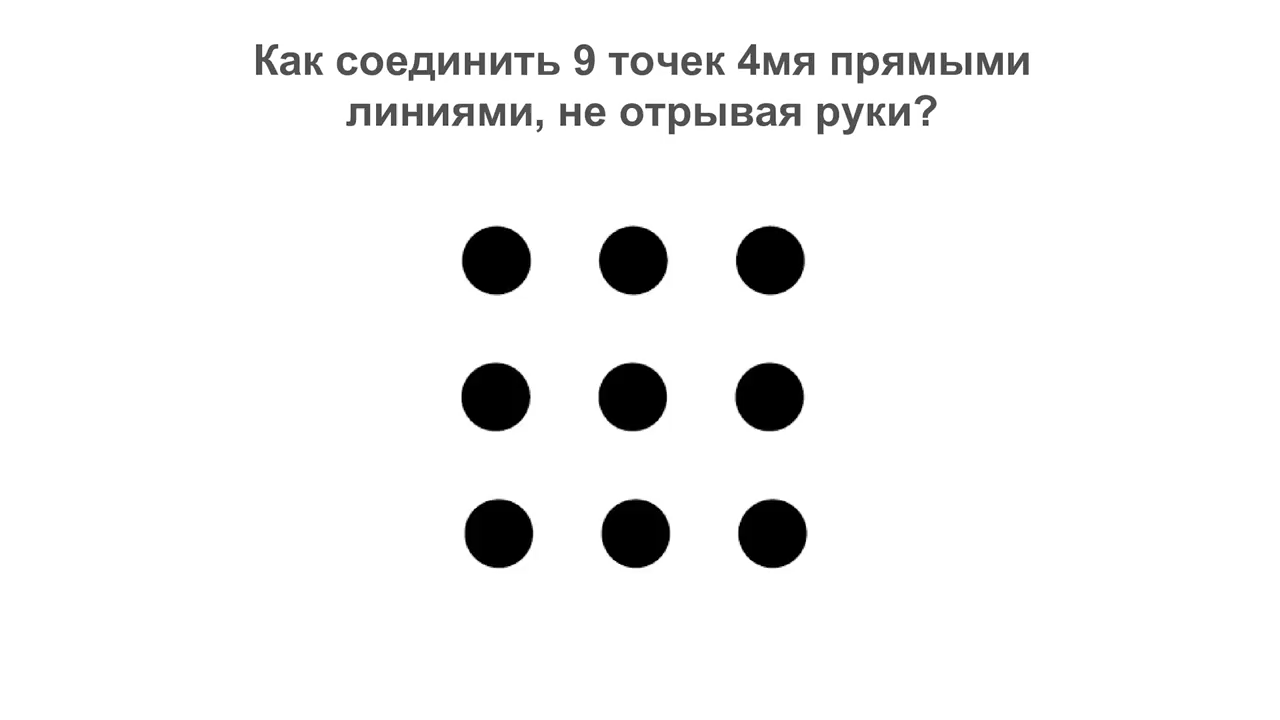 Как соединить 9 точек 4мя прямыми
линиями, не отрывая руки?